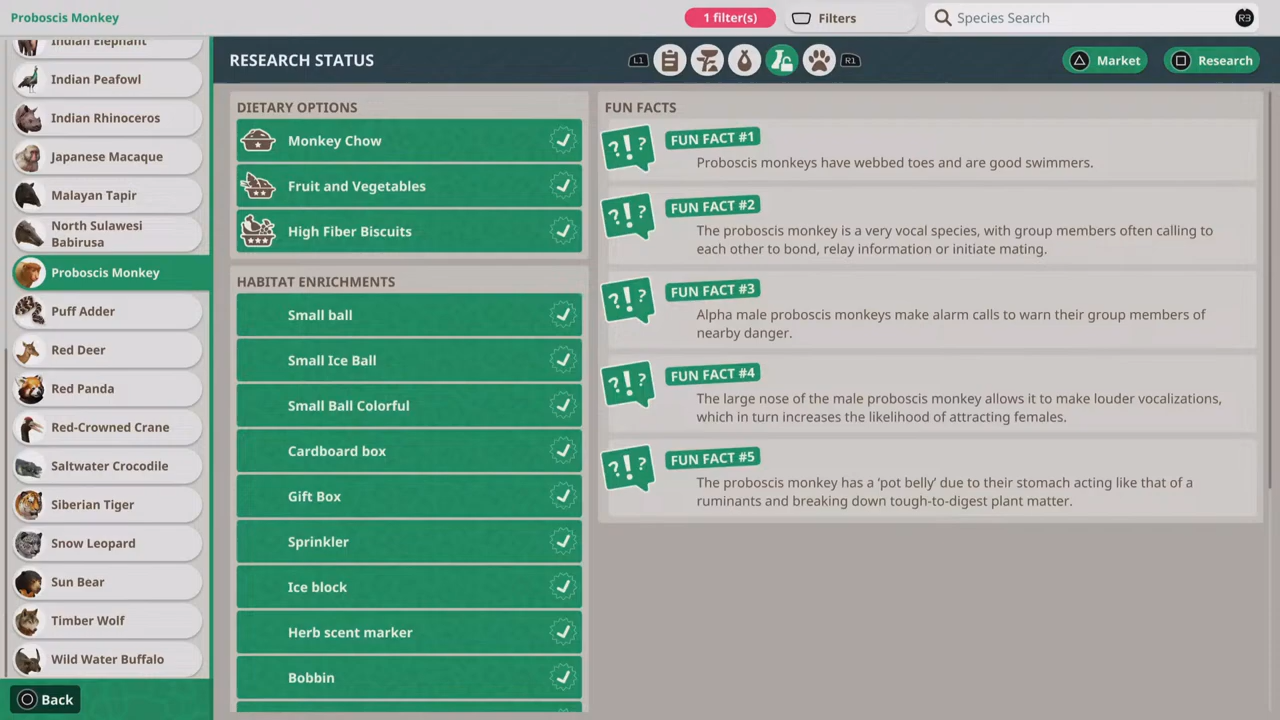 Proboscis Monkey
1 filter(s)
Filters
Species Search
R3
Indian Elephant
Indian Peafowl
Indian Rhinoceros
Japanese Macaque
Malayan Tapir
North Sulawesi
Babirusa
Proboscis Monkey
Puff Adder
Red Deer
Red Panda
Red-Crowned Crane
Saltwater Crocodile
Siberian Tiger
Snow Leopard
Sun Bear
Timber Wolf
Wild Water Buffalo
Back
RESEARCH STATUS
L1
R1
Market
Research
DIETARY OPTIONS
Monkey Chow
Fruit and Vegetables
High Fiber Biscuits
HABITAT ENRICHMENTS
Small ball
Small Ice Ball
Small Ball Colorful
Cardboard box
Gift Box
Sprinkler
Ice block
Herb scent marker
Bobbin
FUN FACTS
?!?
FUN FACT #1
Proboscis monkeys have webbed toes and are good swimmers.
?!?
FUN FACT #2
The proboscis monkey is a very vocal species, with group members often calling to
each other to bond, relay information or initiate mating.
?!?
FUN FACT #3
Alpha male proboscis monkeys make alarm calls to warn their group members of
nearby danger.
?!?
FUN FACT #4
The large nose of the male proboscis monkey allows it to make louder vocalizations,
which in turn increases the likelihood of attracting females.
?!?
FUN FACT #5
The proboscis monkey has a ‘pot belly’ due to their stomach acting like that of a
ruminants and breaking down tough-to-digest plant matter.